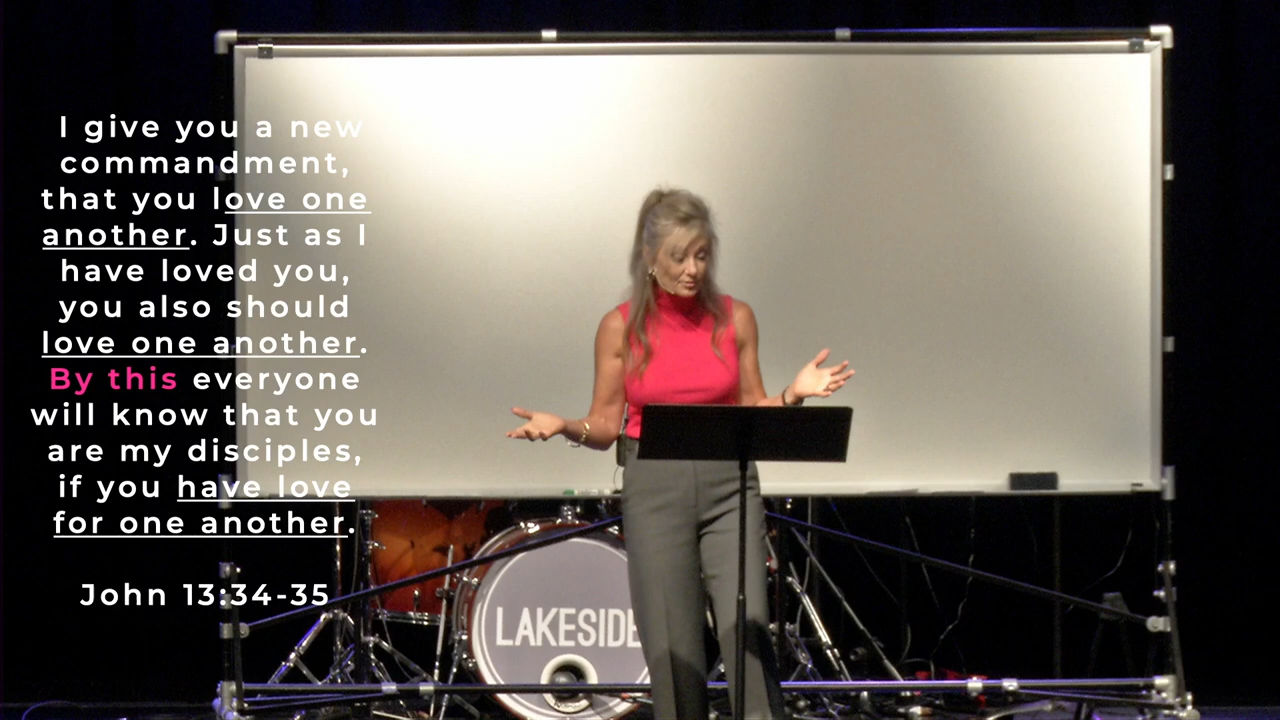 I give you a new
commandment,
that you love one
another. Just as I
have loved you,
you also should
love one another.
By this everyone
will know that you
are my disciples,
if you have love
for one another.
John 13:34-35
LAKESIDE